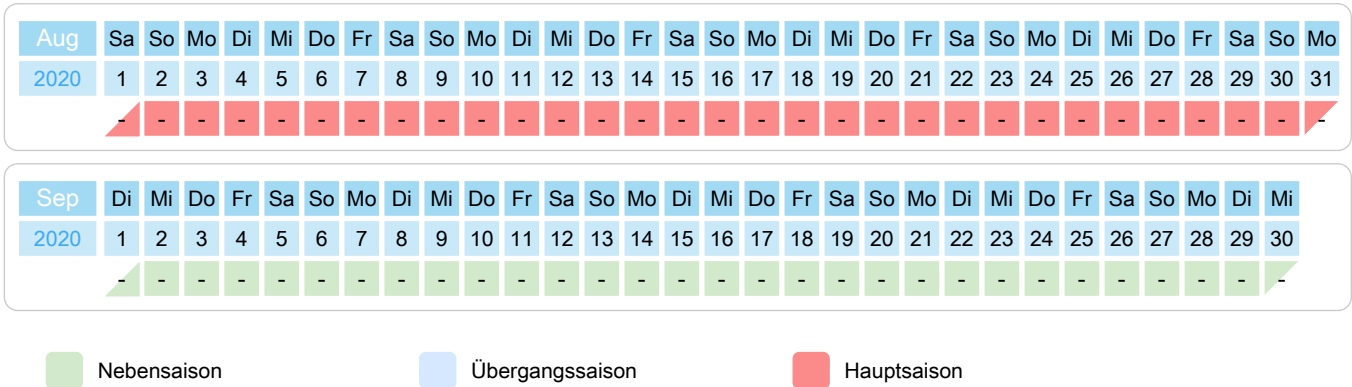 Aug Sa So Mo Di Mi Do Fr Sa So Mo Di Mi Do Fr Sa So Mo Di Mi Do Fr Sa So Mo Di Mi Do Fr Sa So Mo
2020 1 2 3 4 5 6 7 8 9 10 11 12 13 14 15 16 17 18 19 20 21 22 23 24 25 26 27 28 29 30 31
- - - - - - - - - - - - - - - - - - - - - - - - - - - - - - -
Sep Di Mi Do Fr Sa So Mo Di Mi Do Fr Sa So Mo Di Mi Do Fr Sa So Mo Di Mi Do Fr Sa So Mo Di Mi
2020 1 2 3 4 5 6 7 8 9 10 11 12 13 14 15 16 17 18 19 20 21 22 23 24 25 26 27 28 29 30
- - - - - - - - - - - - - - - - - - - - - - - - - - - - - -
Nebensaison Übergangssaison Hauptsaison